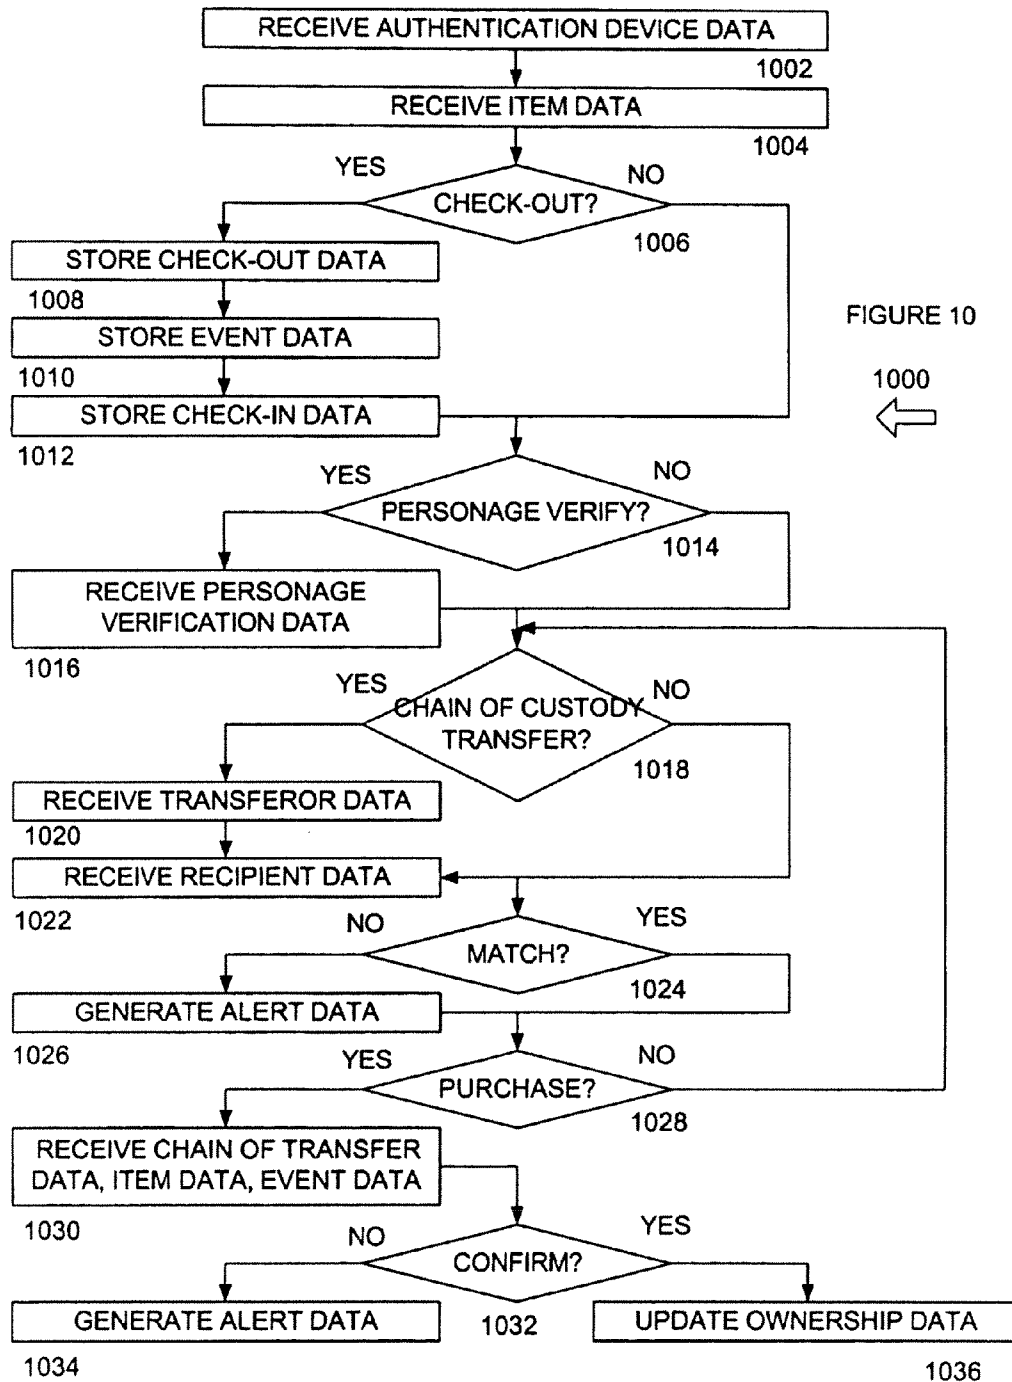 RECEIVE AUTHENTICATION DEVICE DATA
1002
RECEIVE ITEM DATA
1004
YES
NO
CHECK-OUT?
1006
STORE CHECK-OUT DATA
1008
STORE EVENT DATA
1010
STORE CHECK-IN DATA
1012
FIGURE 10
1000
YES
NO
PERSONAGE VERIFY?
1014
RECEIVE PERSONAGE
VERIFICATION DATA
1016
YES
NO
CHAIN OF CUSTODY
TRANSFER?
1018
RECEIVE TRANSFEROR DATA
1020
RECEIVE RECIPIENT DATA
1022
NO
YES
MATCH?
1024
GENERATE ALERT DATA
1026
YES
NO
PURCHASE?
1028
RECEIVE CHAIN OF TRANSFER
DATA, ITEM DATA, EVENT DATA
1030
NO
YES
CONFIRM?
1032
GENERATE ALERT DATA
1034
UPDATE OWNERSHIP DATA
1036